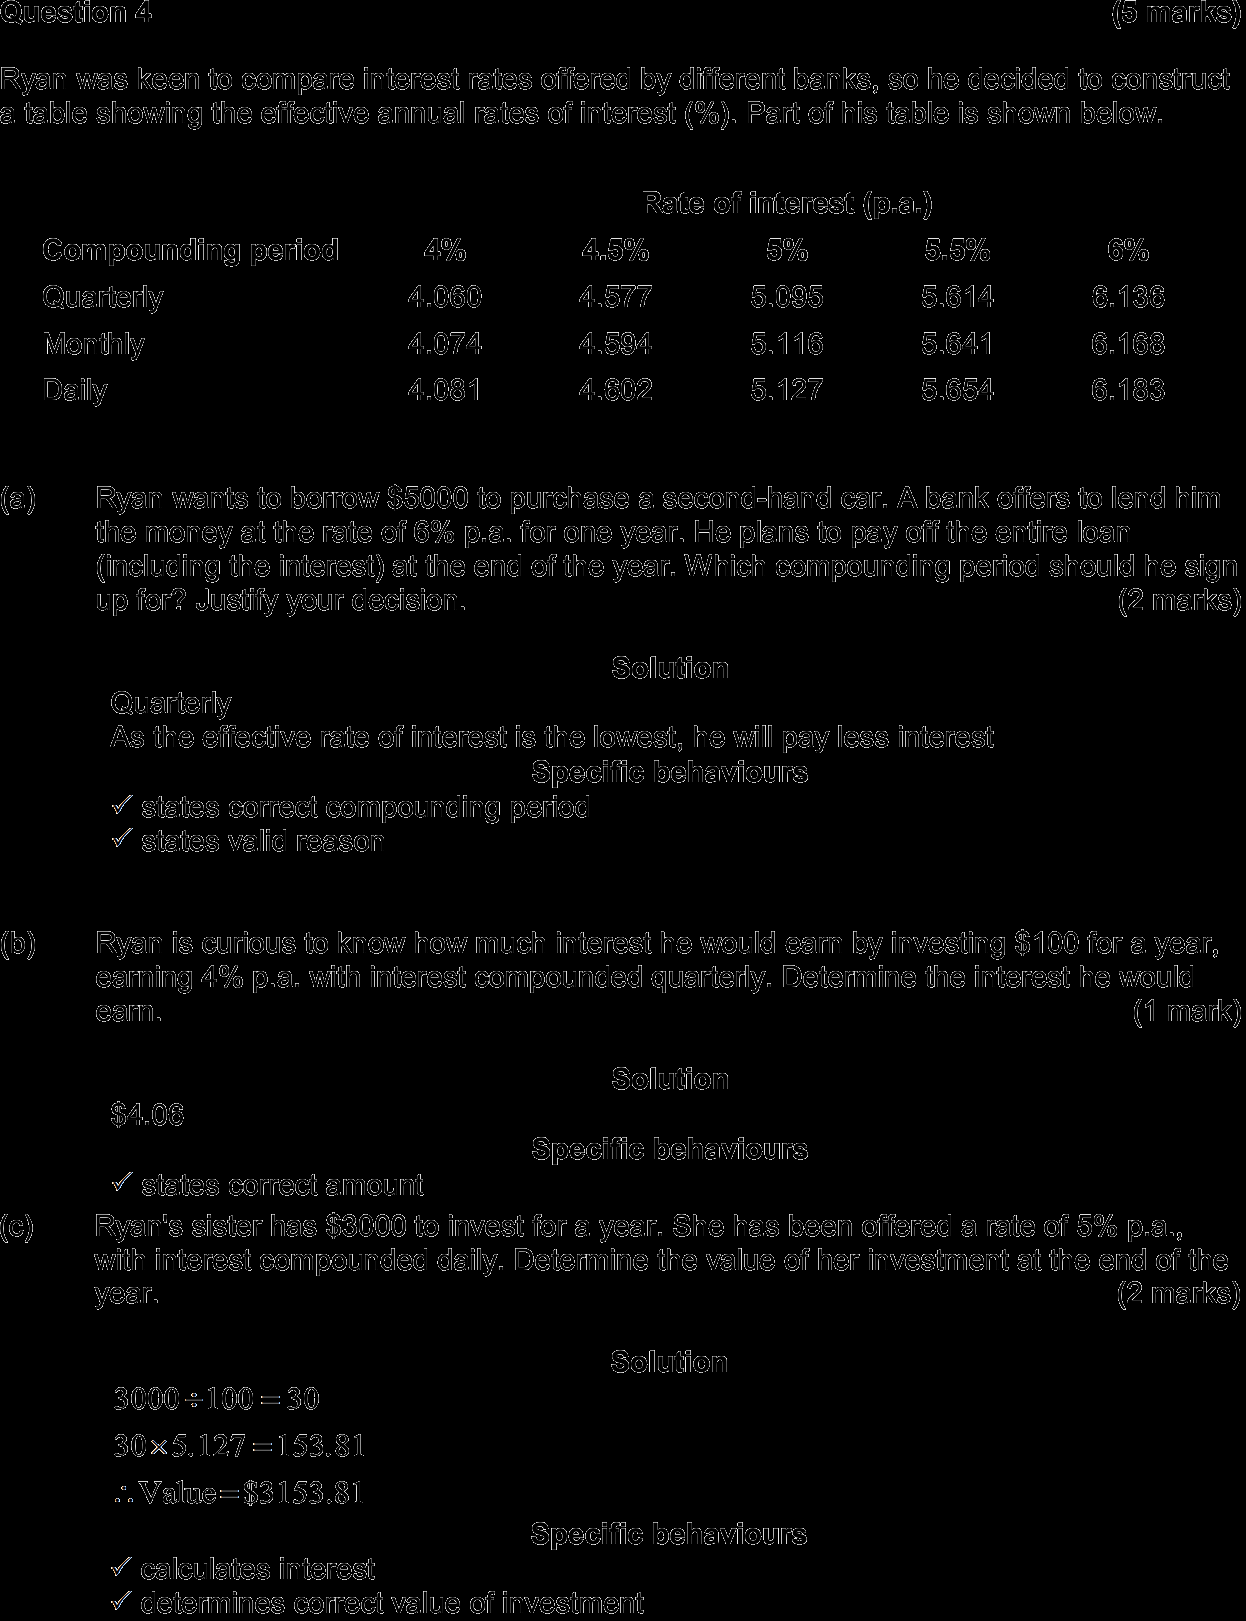 Question 4 (5 marks)
Ryan was keen to compare interest rates offered by different banks, so he decided to construct
a table showing the effective annual rates of interest (%). Part of his table is shown below.
Rate of interest (p.a.)
Compounding period 4% 4.5% 5% 5.5% 6%
Quarterly 4.060 4.577 5.095 5.614 6.136
Monthly 4.074 4.594 5.116 5.641 6.168
Daily 4.081 4.602 5.127 5.654 6.183
(a) Ryan wants to borrow $5000 to purchase a second-hand car. A bank offers to lend him
the money at the rate of 6% p.a. for one year. He plans to pay off the entire loan
(including the interest) at the end of the year. Which compounding period should he sign
up for? Justify your decision. (2 marks)
Solution
Quarterly
As the effective rate of interest is the lowest, he will pay less interest
Specific behaviours
✓ states correct compounding period
✓ states valid reason
(b) Ryan is curious to know how much interest he would earn by investing $100 for a year,
earning 4% p.a. with interest compounded quarterly. Determine the interest he would
earn. (1 mark)
Solution
$4.06
Specific behaviours
✓ states correct amount
(c) Ryan's sister has $3000 to invest for a year. She has been offered a rate of 5% p.a.,
with interest compounded daily. Determine the value of her investment at the end of the
year. (2 marks)
Solution
3000÷100=30
30×5.127=153.81
∴Value=$3153.81
Specific behaviours
✓ calculates interest
✓ determines correct value of investment